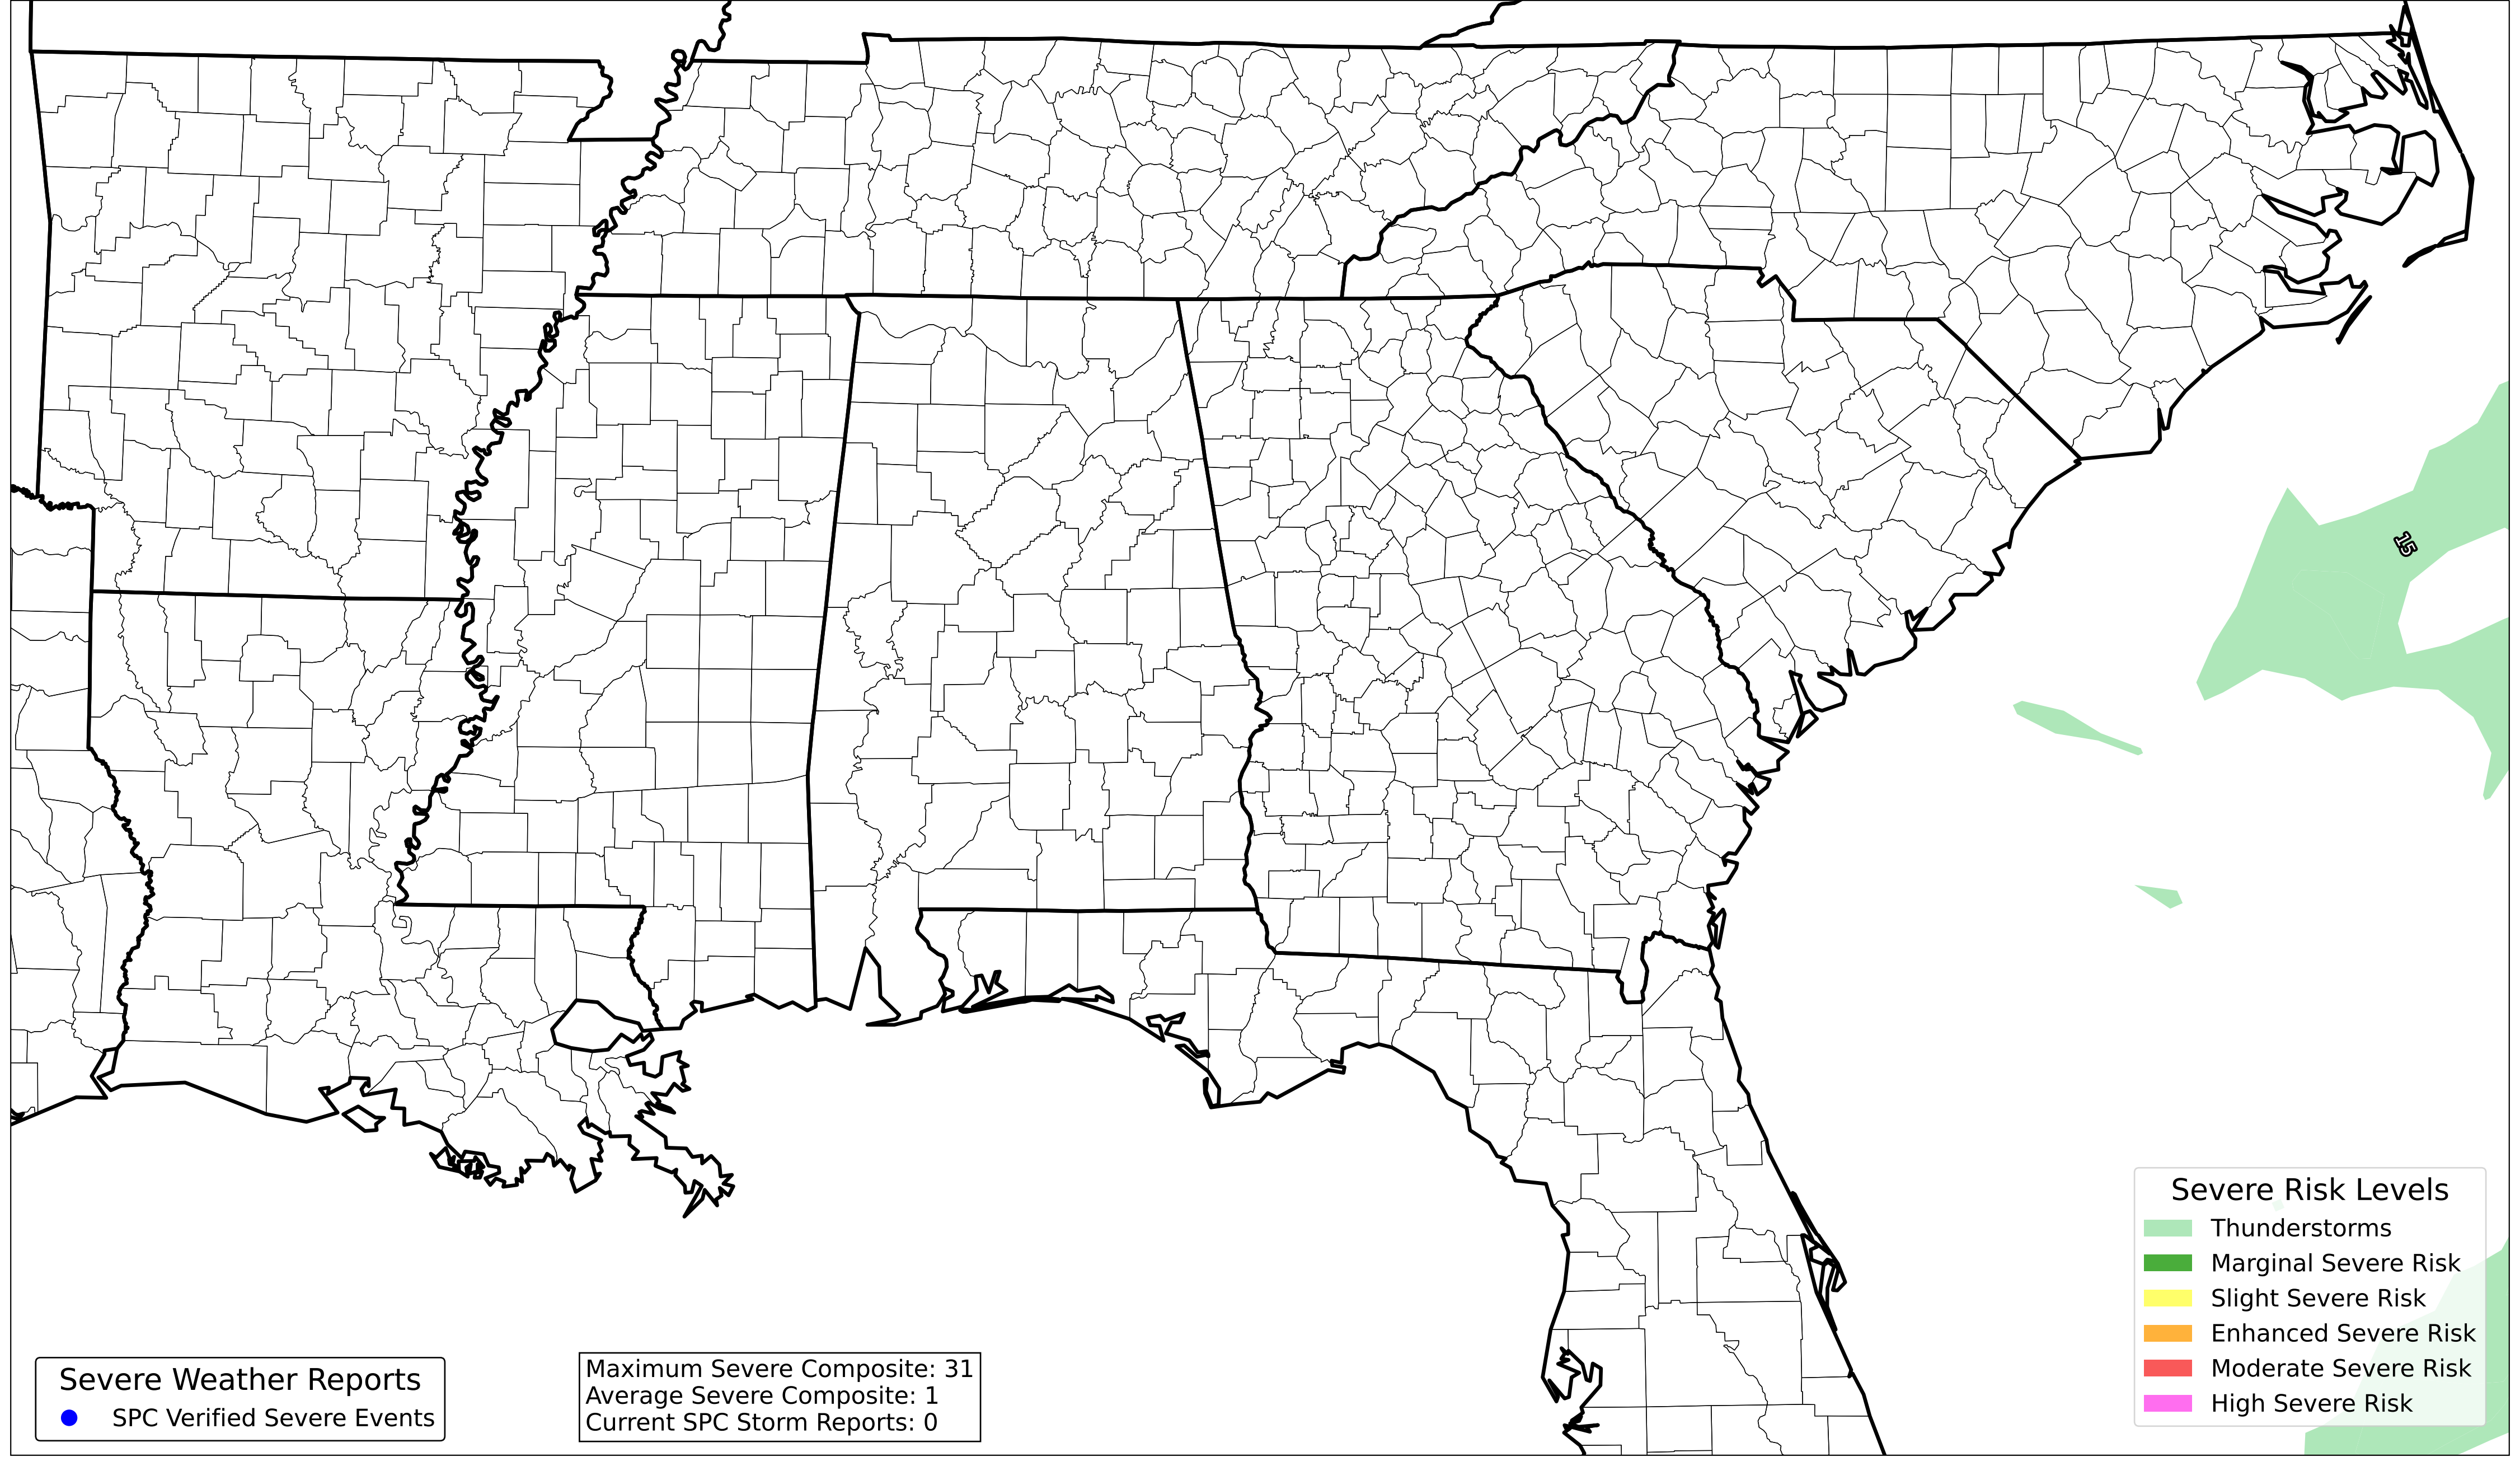 15
Severe Risk Levels
Thunderstorms
Marginal Severe Risk
Slight Severe Risk
Enhanced Severe Risk
Moderate Severe Risk
High Severe Risk
Severe Weather Reports
SPC Verified Severe Events
Maximum Severe Composite: 31
Average Severe Composite: 1
Current SPC Storm Reports: 0